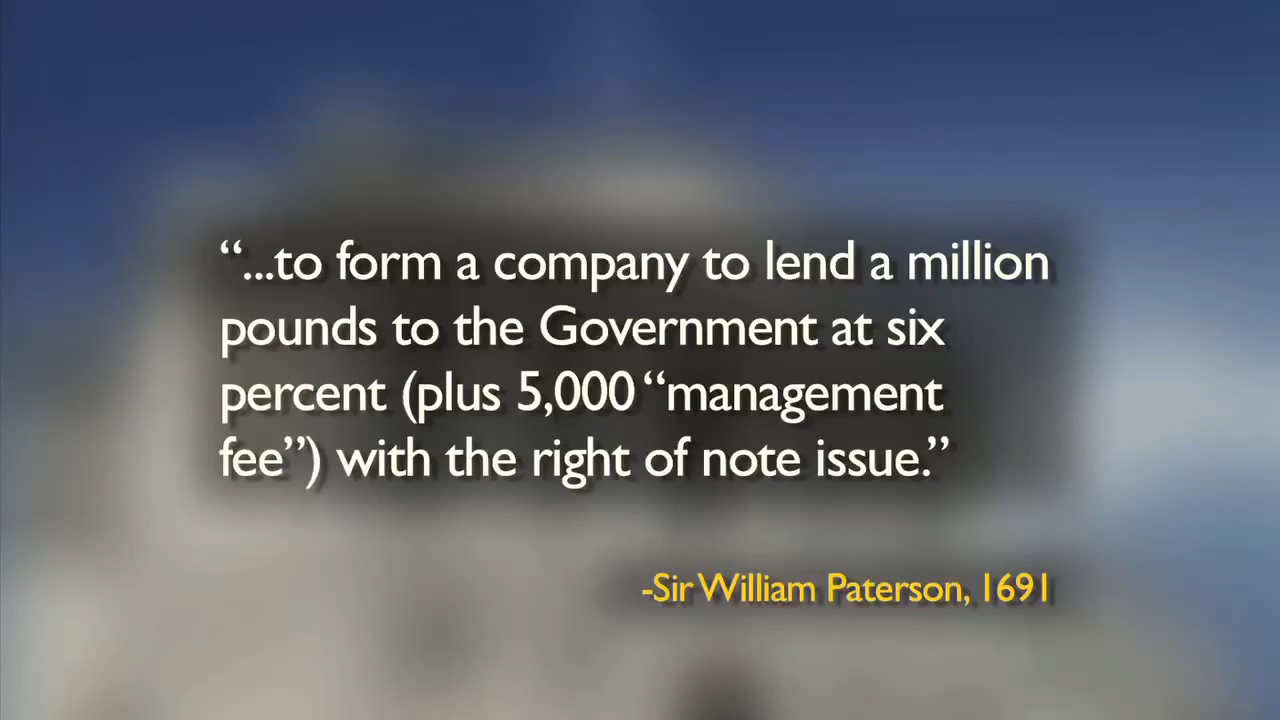 “...to form a company to lend a million
pounds to the Government at six
percent (plus 5,000 “management
fee”) with the right of note issue.”
-Sir William Paterson, 1691